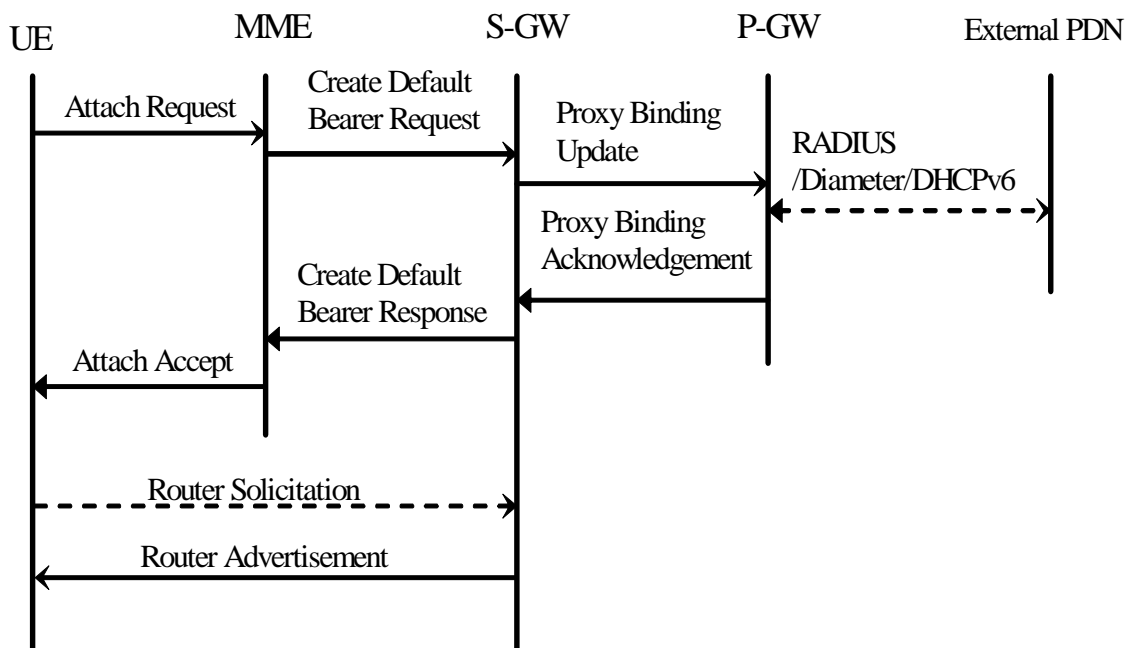 UE
MME
S-GW
P-GW
External PDN
Attach Request
Create Default
Bearer Request
Proxy Binding
Update
RADIUS
/Diameter/DHCPv6
Proxy Binding
Acknowledgement
Create Default
Bearer Response
Attach Accept
Router Solicitation
Router Advertisement